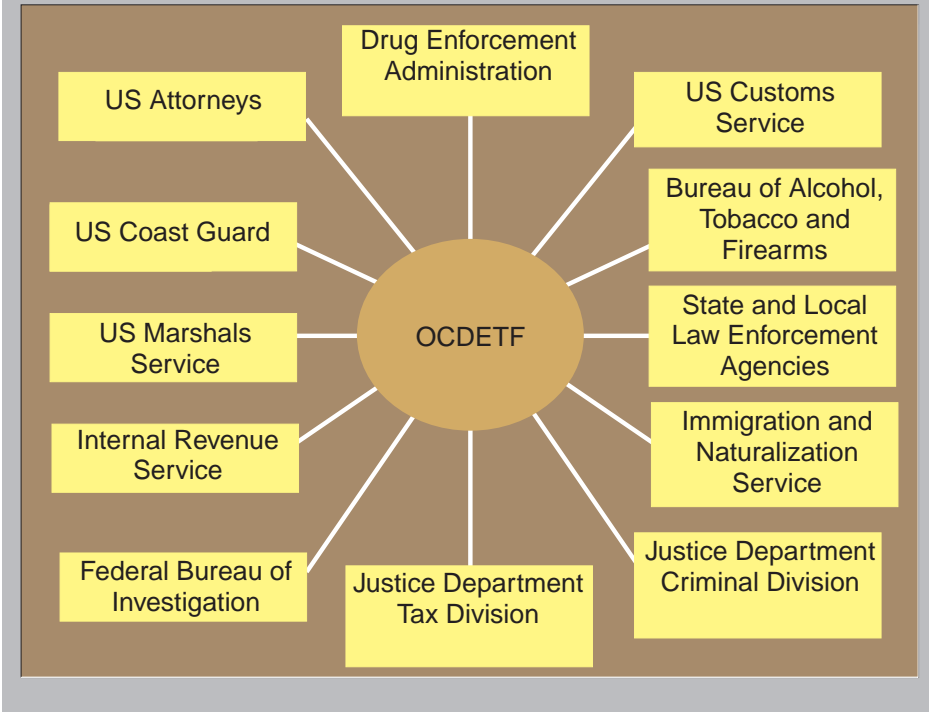 Drug Enforcement
Administration
US Attorneys
US Customs
Service
Bureau of Alcohol,
Tobacco and
Firearms
US Coast Guard
State and Local
Law Enforcement
Agencies
US Marshals
Service
OCDETF
Immigration and
Naturalization
Service
Internal Revenue
Service
Justice Department
Criminal Division
Federal Bureau of
Investigation
Justice Department
Tax Division